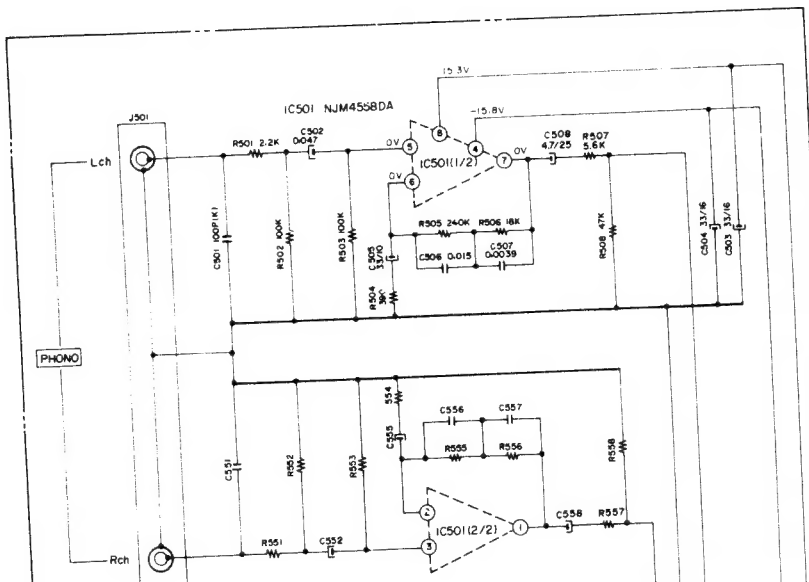 15.3V
J501
IC501 NJM4558DA
-15.8V
Lch
R501 2.2K
C502
0.047
0V
5
8
4
IC501(1/2)
7
0V
C508
4.7/25
R507
5.6K
0V
6
C501 100P(K)
R502 100K
R503 100K
C505
33/10
R504
R505 240K
R506 18K
C506 0.015
C507
0.0039
R508 47K
C504 33/16
C503 33/16
PHONO
554
C555
C556
C557
R555
R556
R558
C551
R552
R553
2
IC501(2/2)
1
3
C558
R557
Rch
R551
C552